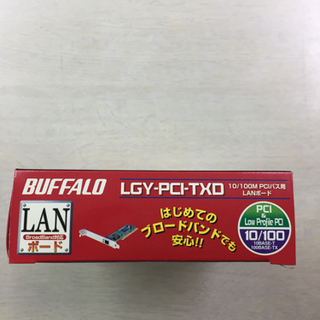 BUFFALO
LGY-PCI-TXD
10/100M PCIバス用
LANボード
LAN
BroadBand対応
ボード
はじめての
ブロードバンドでも
安心!!
PCI
&
Low Profile PCI
10/100
10BASE-T
100BASE-TX